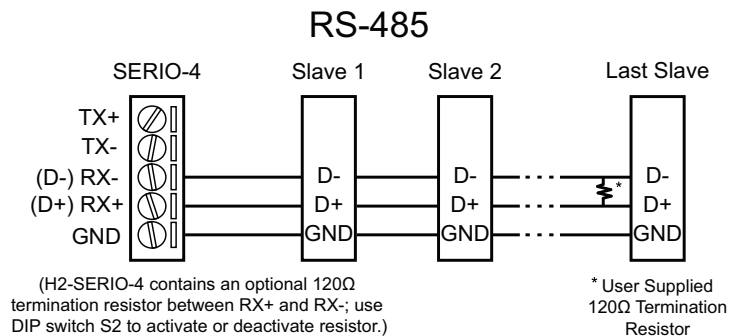 RS-485
SERIO-4 Slave 1 Slave 2 Last Slave
TX+
TX-
(D-) RX- D- D- * D-
(D+) RX+ D+ D+ D+
GND GND GND GND
(H2-SERIO-4 contains an optional 120Ω
termination resistor between RX+ and RX-; use
DIP switch S2 to activate or deactivate resistor.)
* User Supplied
120Ω Termination
Resistor